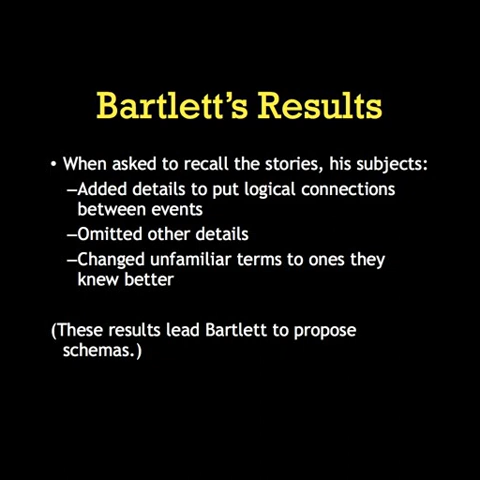 Bartlett's Results
• When asked to recall the stories, his subjects:
–Added details to put logical connections
between events
–Omitted other details
–Changed unfamiliar terms to ones they
knew better
(These results lead Bartlett to propose
schemas.)